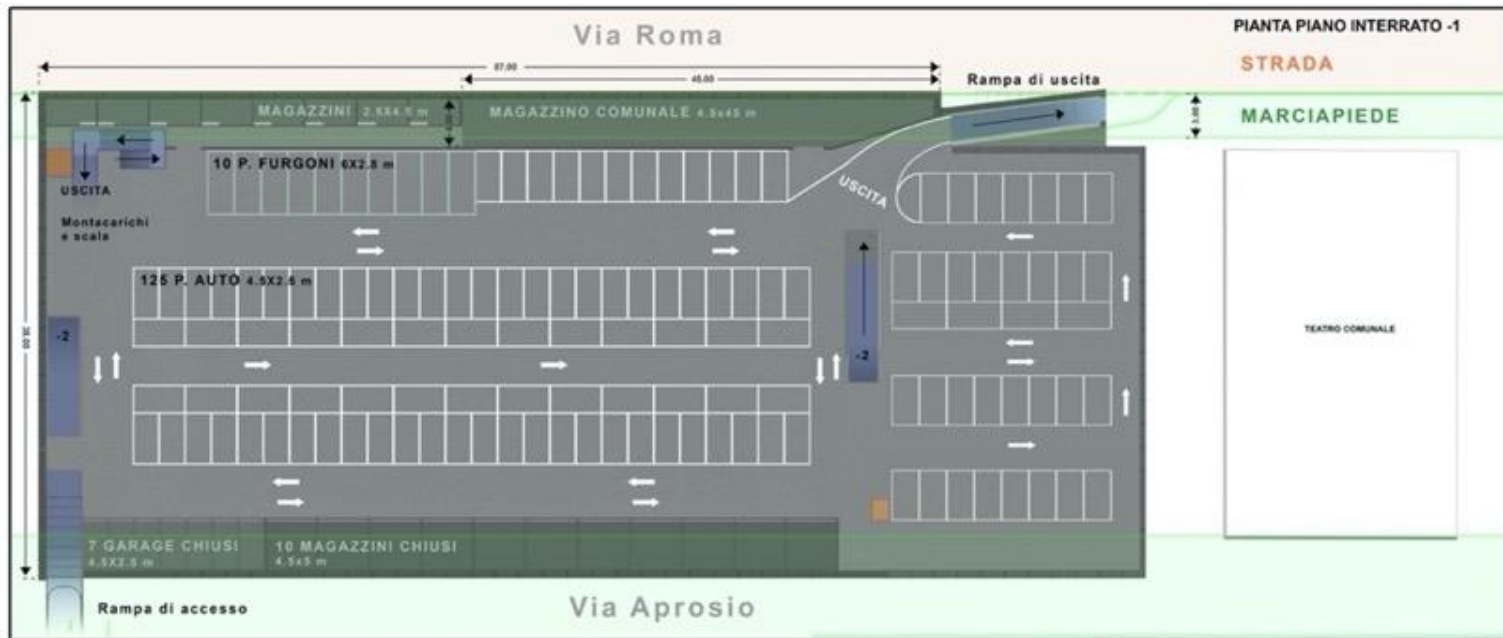 Via Roma
PIANTA PIANO INTERRATO -1
STRADA
MARCIAPIEDE
45.00
Rampa di uscita
MAGAZZINI 2.5X4.5 m
MAGAZZINO COMUNALE 4.5x45 m
10 P. FURGONI 6X2.8 m
USCITA
USCITA
Montacarichi
e scala
125 P. AUTO 4.5X2.5 m
-2
-2
TEATRO COMUNALE
7 GARAGE CHIUSI
4.5X2.5 m
10 MAGAZZINI CHIUSI
4.5x5 m
Rampa di accesso
Via Aprosio